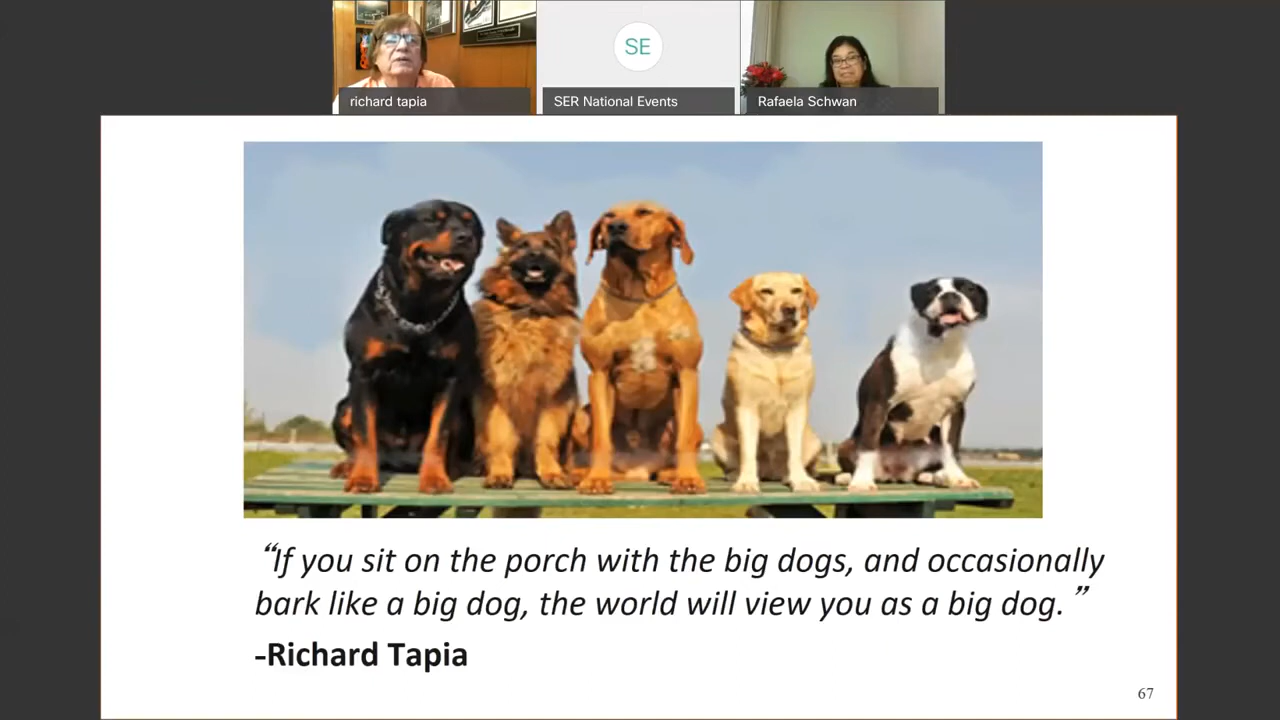 SE
richard tapia
SER National Events
Rafaela Schwan
“If you sit on the porch with the big dogs, and occasionally
bark like a big dog, the world will view you as a big dog. ”
-Richard Tapia
67